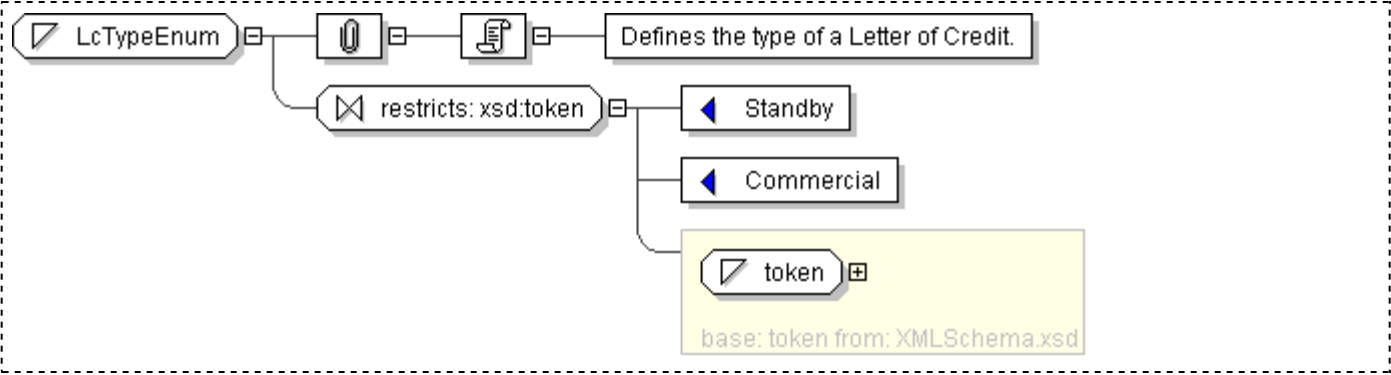 LcTypeEnum
Defines the type of a Letter of Credit.
restricts: xsd:token
Standby
Commercial
token
base: token from: XMLSchema.xsd